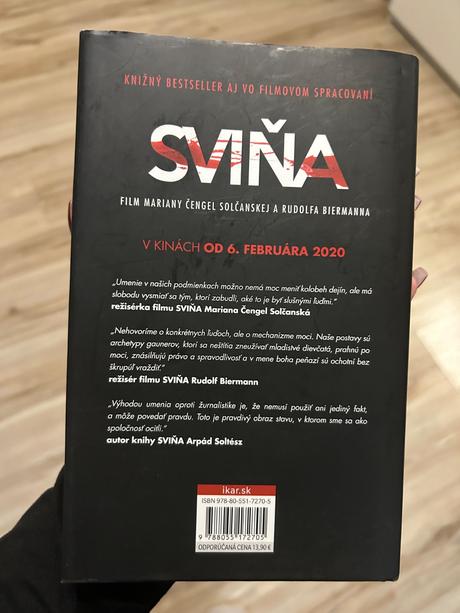 KNIŽNÝ BESTSELLER AJ VO FILMOVOM SPRACOVANÍ
SVIŇA
FILM MARIANY ČENGEL SOLČANSKEJ A RUDOLFA BIERMANNA
V KINÁCH OD 6. FEBRUÁRA 2020
„Umenie v našich podmienkach možno nemá moc meniť kolobeh dejín, ale má
slobodu vysmiať sa tým, ktorí zabudli, aké to je byť slušnými ľuďmi.“
režisérka filmu SVIŇA Mariana Čengel Solčanská
„Nehovoríme o konkrétnych ľuďoch, ale o mechanizme moci. Naše postavy sú
archetypy gaunerov, ktorí sa neštítia zneužívať mladistvé dievčatá, prahnú po
moci, znásilňujú právo a spravodlivosť a v mene boha peňazí sú ochotní bez
škrupúľ vraždiť.“
režisér filmu SVIŇA Rudolf Biermann
„Výhodou umenia oproti žurnalistike je, že nemusí použiť ani jediný fakt,
a môže povedať pravdu. Toto je pravdivý obraz stavu, v ktorom sme sa ako
spoločnosť ocitli.“
autor knihy SVIŇA Arpád Soltész
ikar.sk
ISBN 978-80-551-7270-5
9 788055 172705
ODPORÚČANÁ CENA 13,90 €